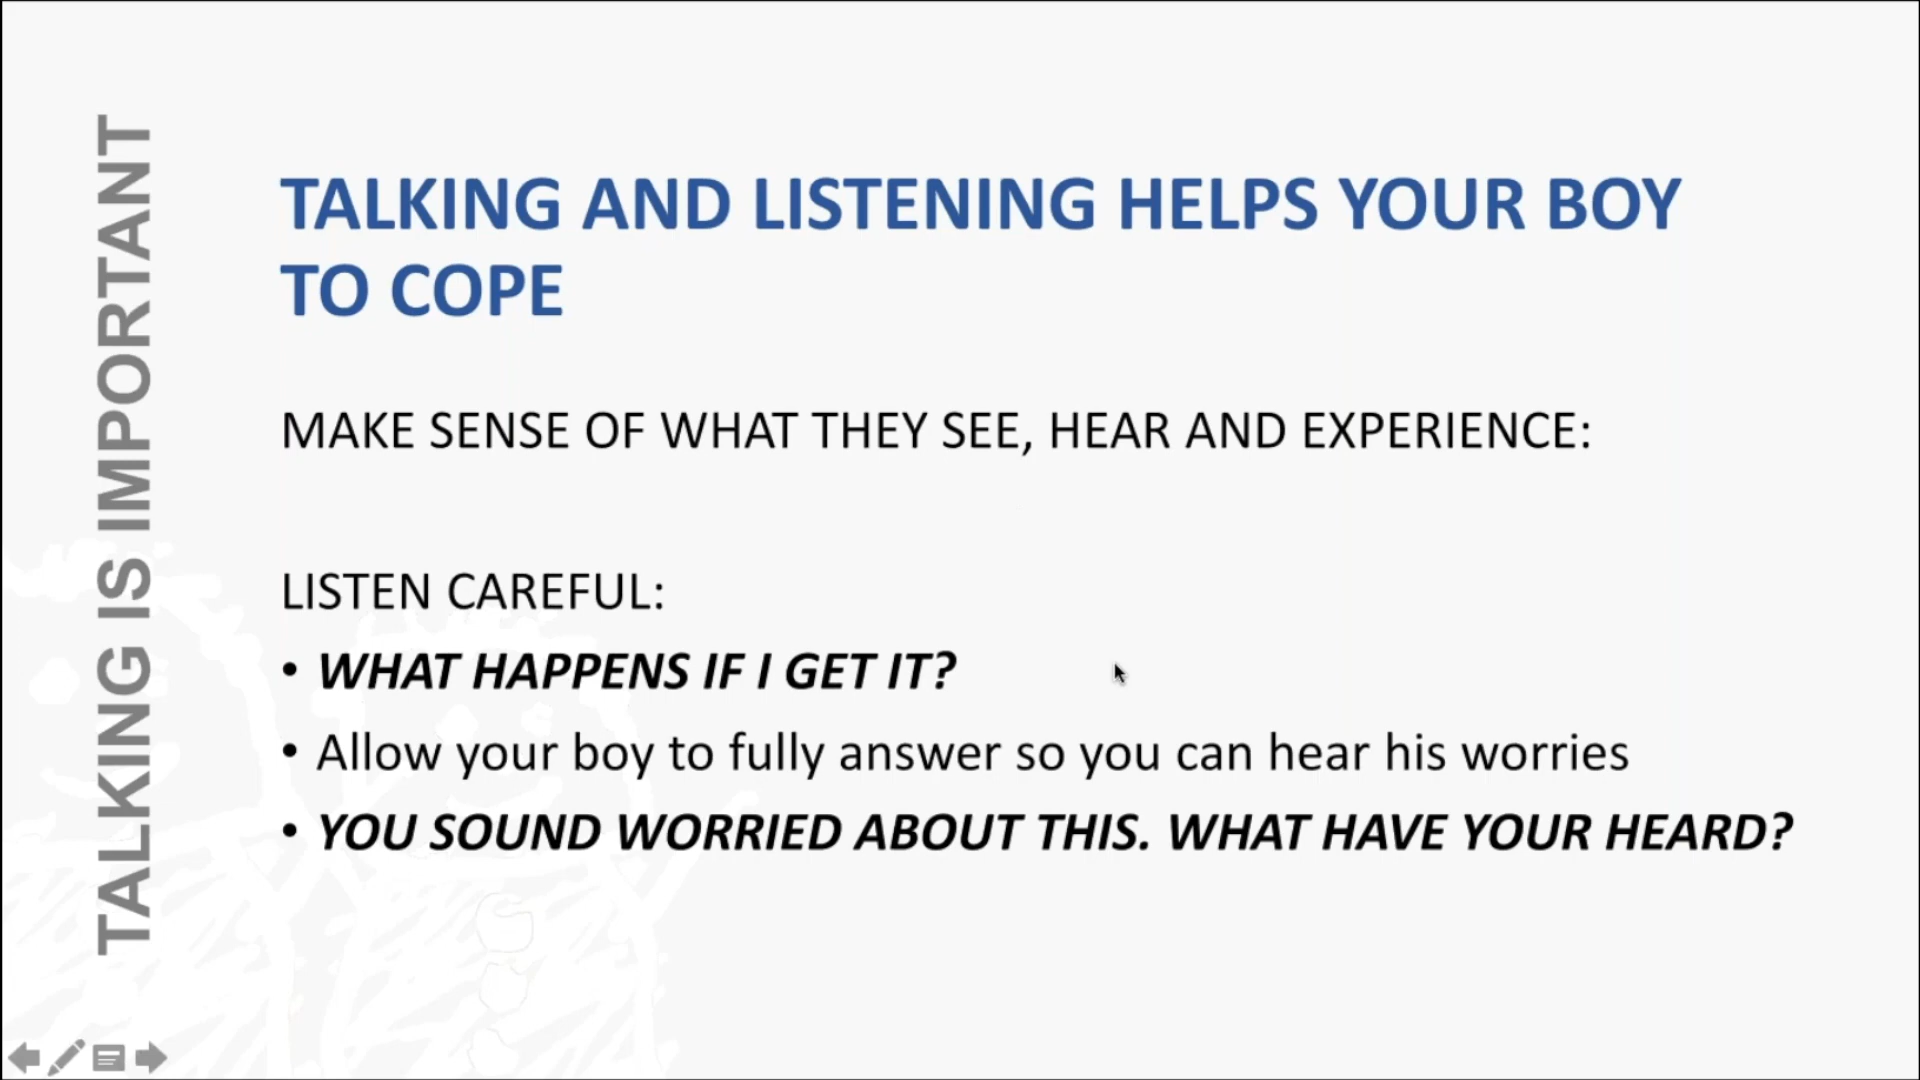 TALKING IS IMPORTANT
TALKING AND LISTENING HELPS YOUR BOY
TO COPE
MAKE SENSE OF WHAT THEY SEE, HEAR AND EXPERIENCE:
LISTEN CAREFUL:
• WHAT HAPPENS IF I GET IT?
• Allow your boy to fully answer so you can hear his worries
• YOU SOUND WORRIED ABOUT THIS. WHAT HAVE YOUR HEARD?